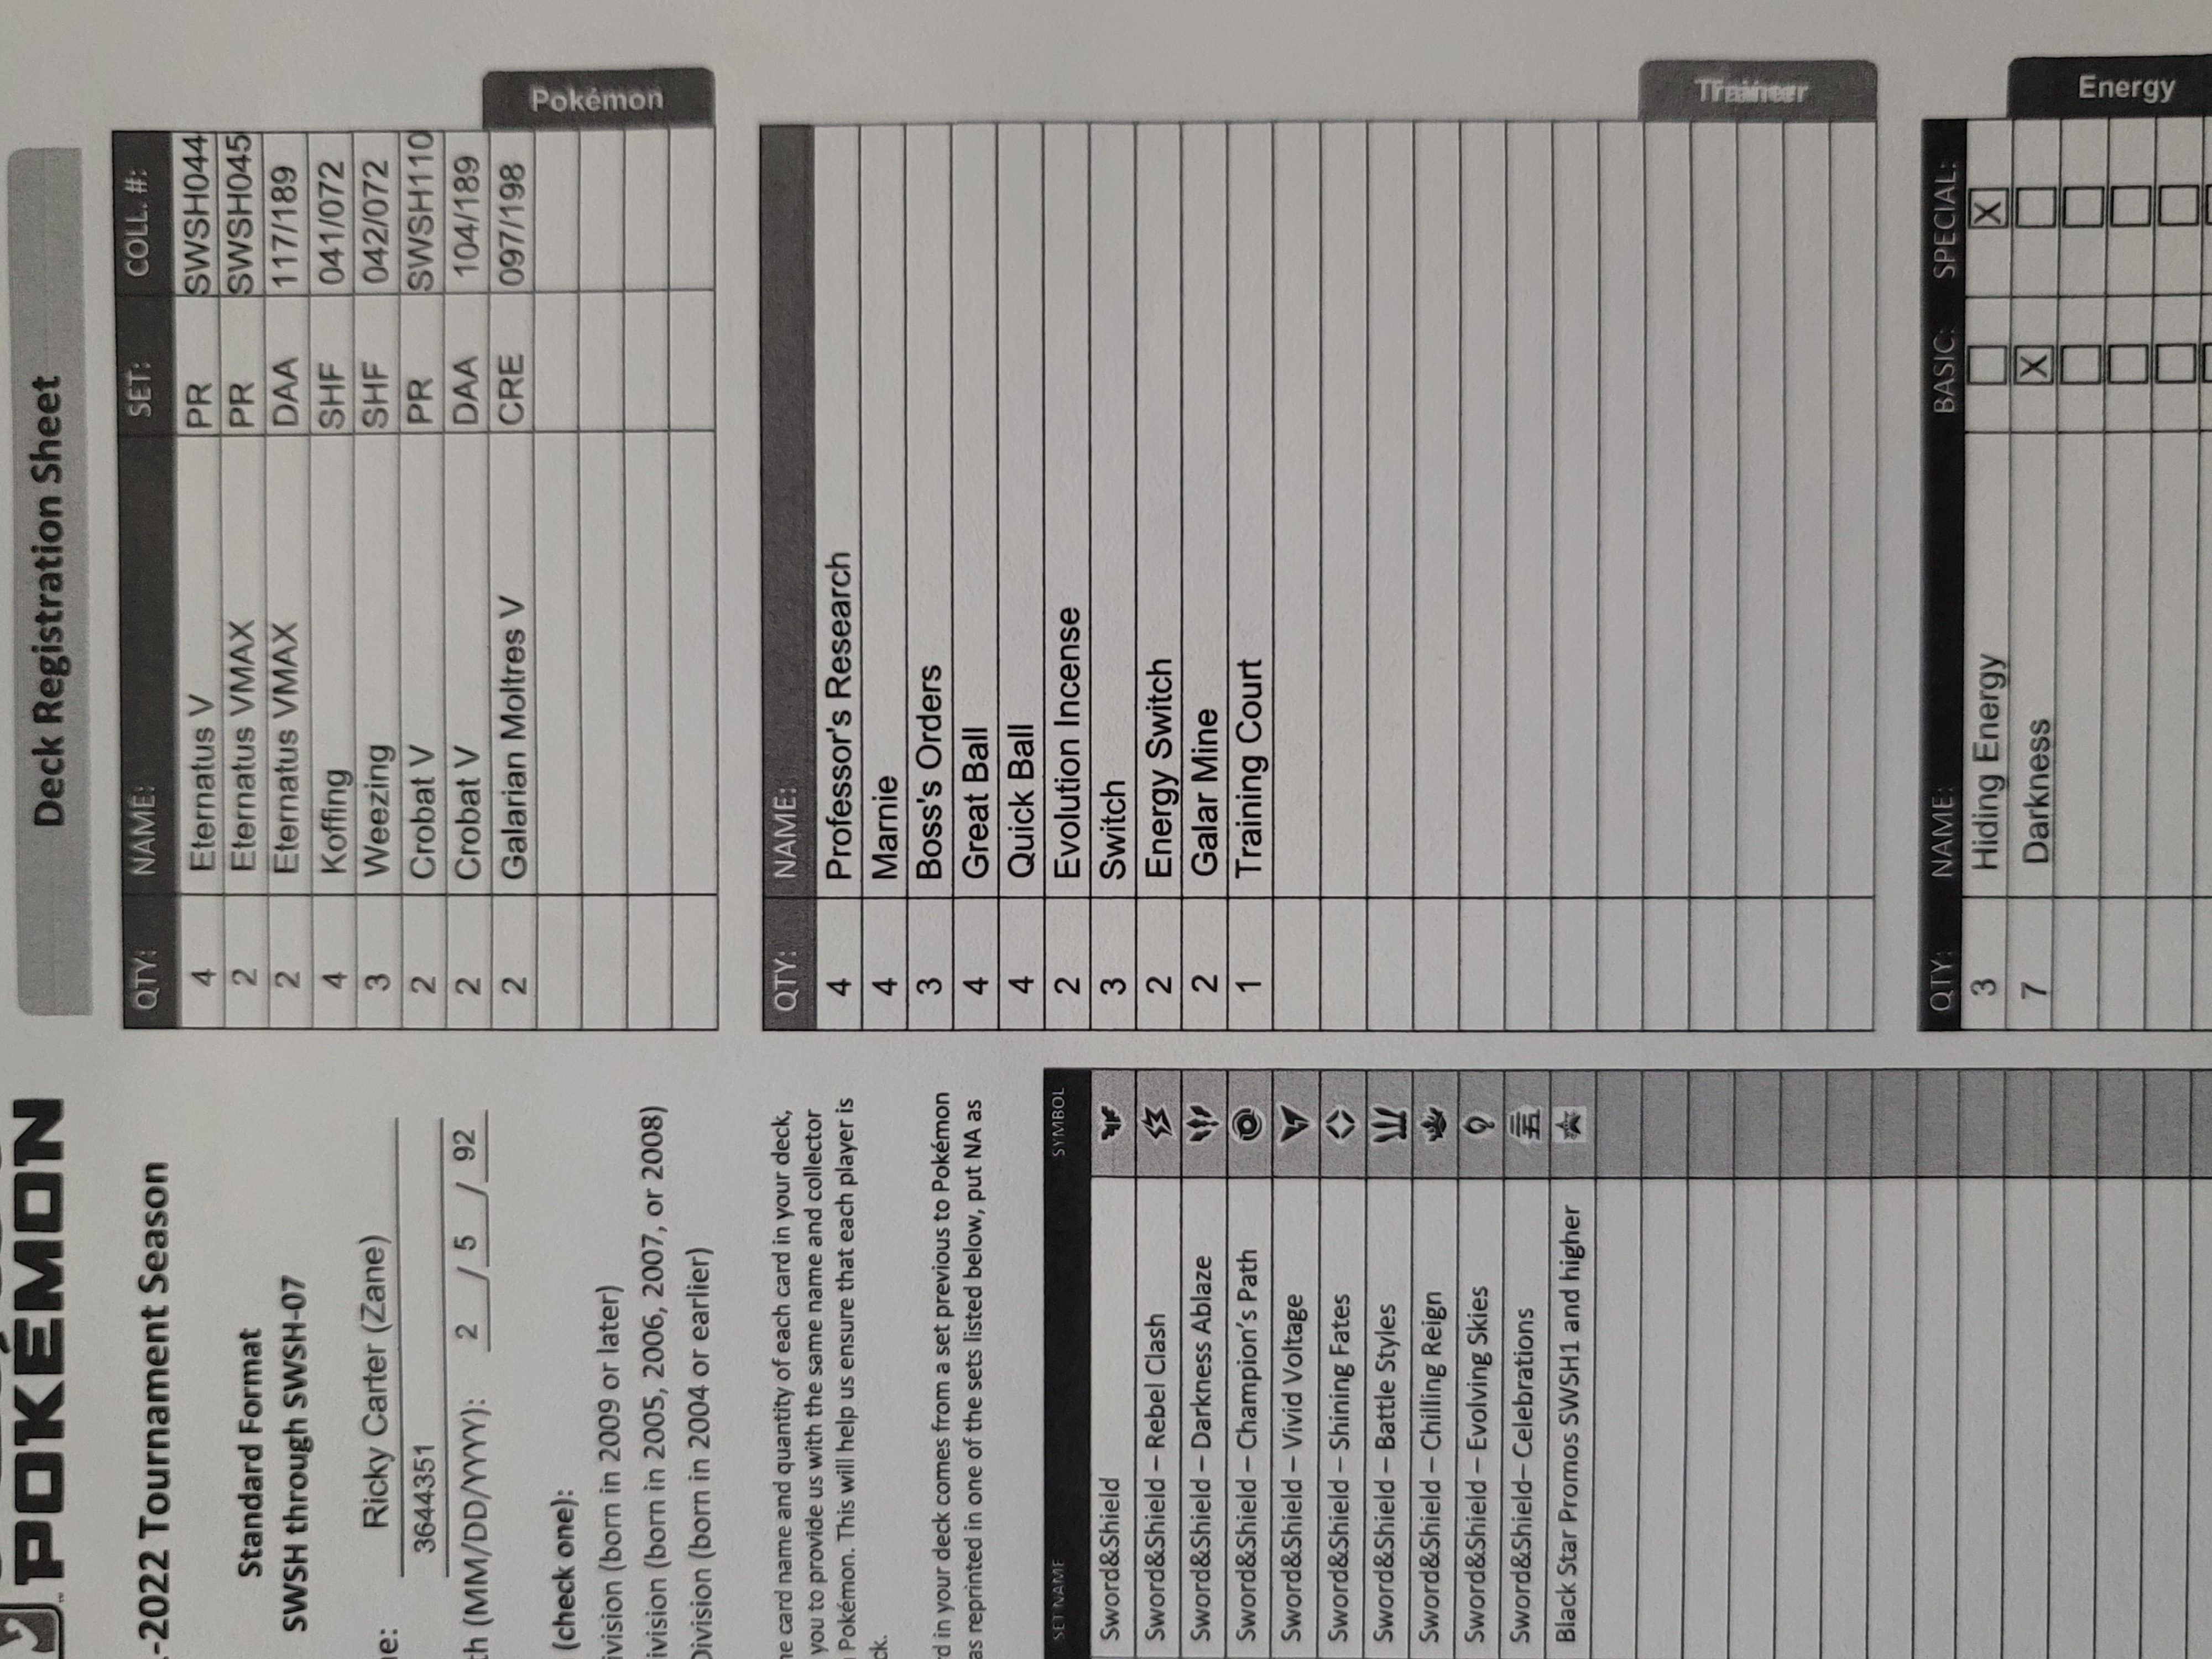 POKÉMON
-2022 Tournament Season
Standard Format
SWSH through SWSH-07
e: Ricky Carter (Zane)
3644351
th (MM/DD/YYYY): 2 / 5 / 92
(check one):
ivision (born in 2009 or later)
ivision (born in 2005, 2006, 2007, or 2008)
Division (born in 2004 or earlier)
e card name and quantity of each card in your deck,
you to provide us with the same name and collector
Pokémon. This will help us ensure that each player is
ck.
d in your deck comes from a set previous to Pokémon
as reprinted in one of the sets listed below, put NA as
SET NAME SYMBOL
Sword&Shield
Sword&Shield – Rebel Clash
Sword&Shield – Darkness Ablaze
Sword&Shield – Champion's Path
Sword&Shield – Vivid Voltage
Sword&Shield – Shining Fates
Sword&Shield – Battle Styles
Sword&Shield – Chilling Reign
Sword&Shield – Evolving Skies
Sword&Shield– Celebrations
Black Star Promos SWSH1 and higher
Deck Registration Sheet
QTY: NAME: SET: COLL. #:
4 Eternatus V PR SWSH044
2 Eternatus VMAX PR SWSH045
2 Eternatus VMAX DAA 117/189
4 Koffing SHF 041/072
3 Weezing SHF 042/072
2 Crobat V PR SWSH110
2 Crobat V DAA 104/189
2 Galarian Moltres V CRE 097/198
Pokémon
QTY: NAME:
4 Professor's Research
4 Marnie
3 Boss's Orders
4 Great Ball
4 Quick Ball
2 Evolution Incense
3 Switch
2 Energy Switch
2 Galar Mine
1 Training Court
Trainer
QTY: NAME: BASIC: SPECIAL:
3 Hiding Energy X
7 Darkness X
Energy